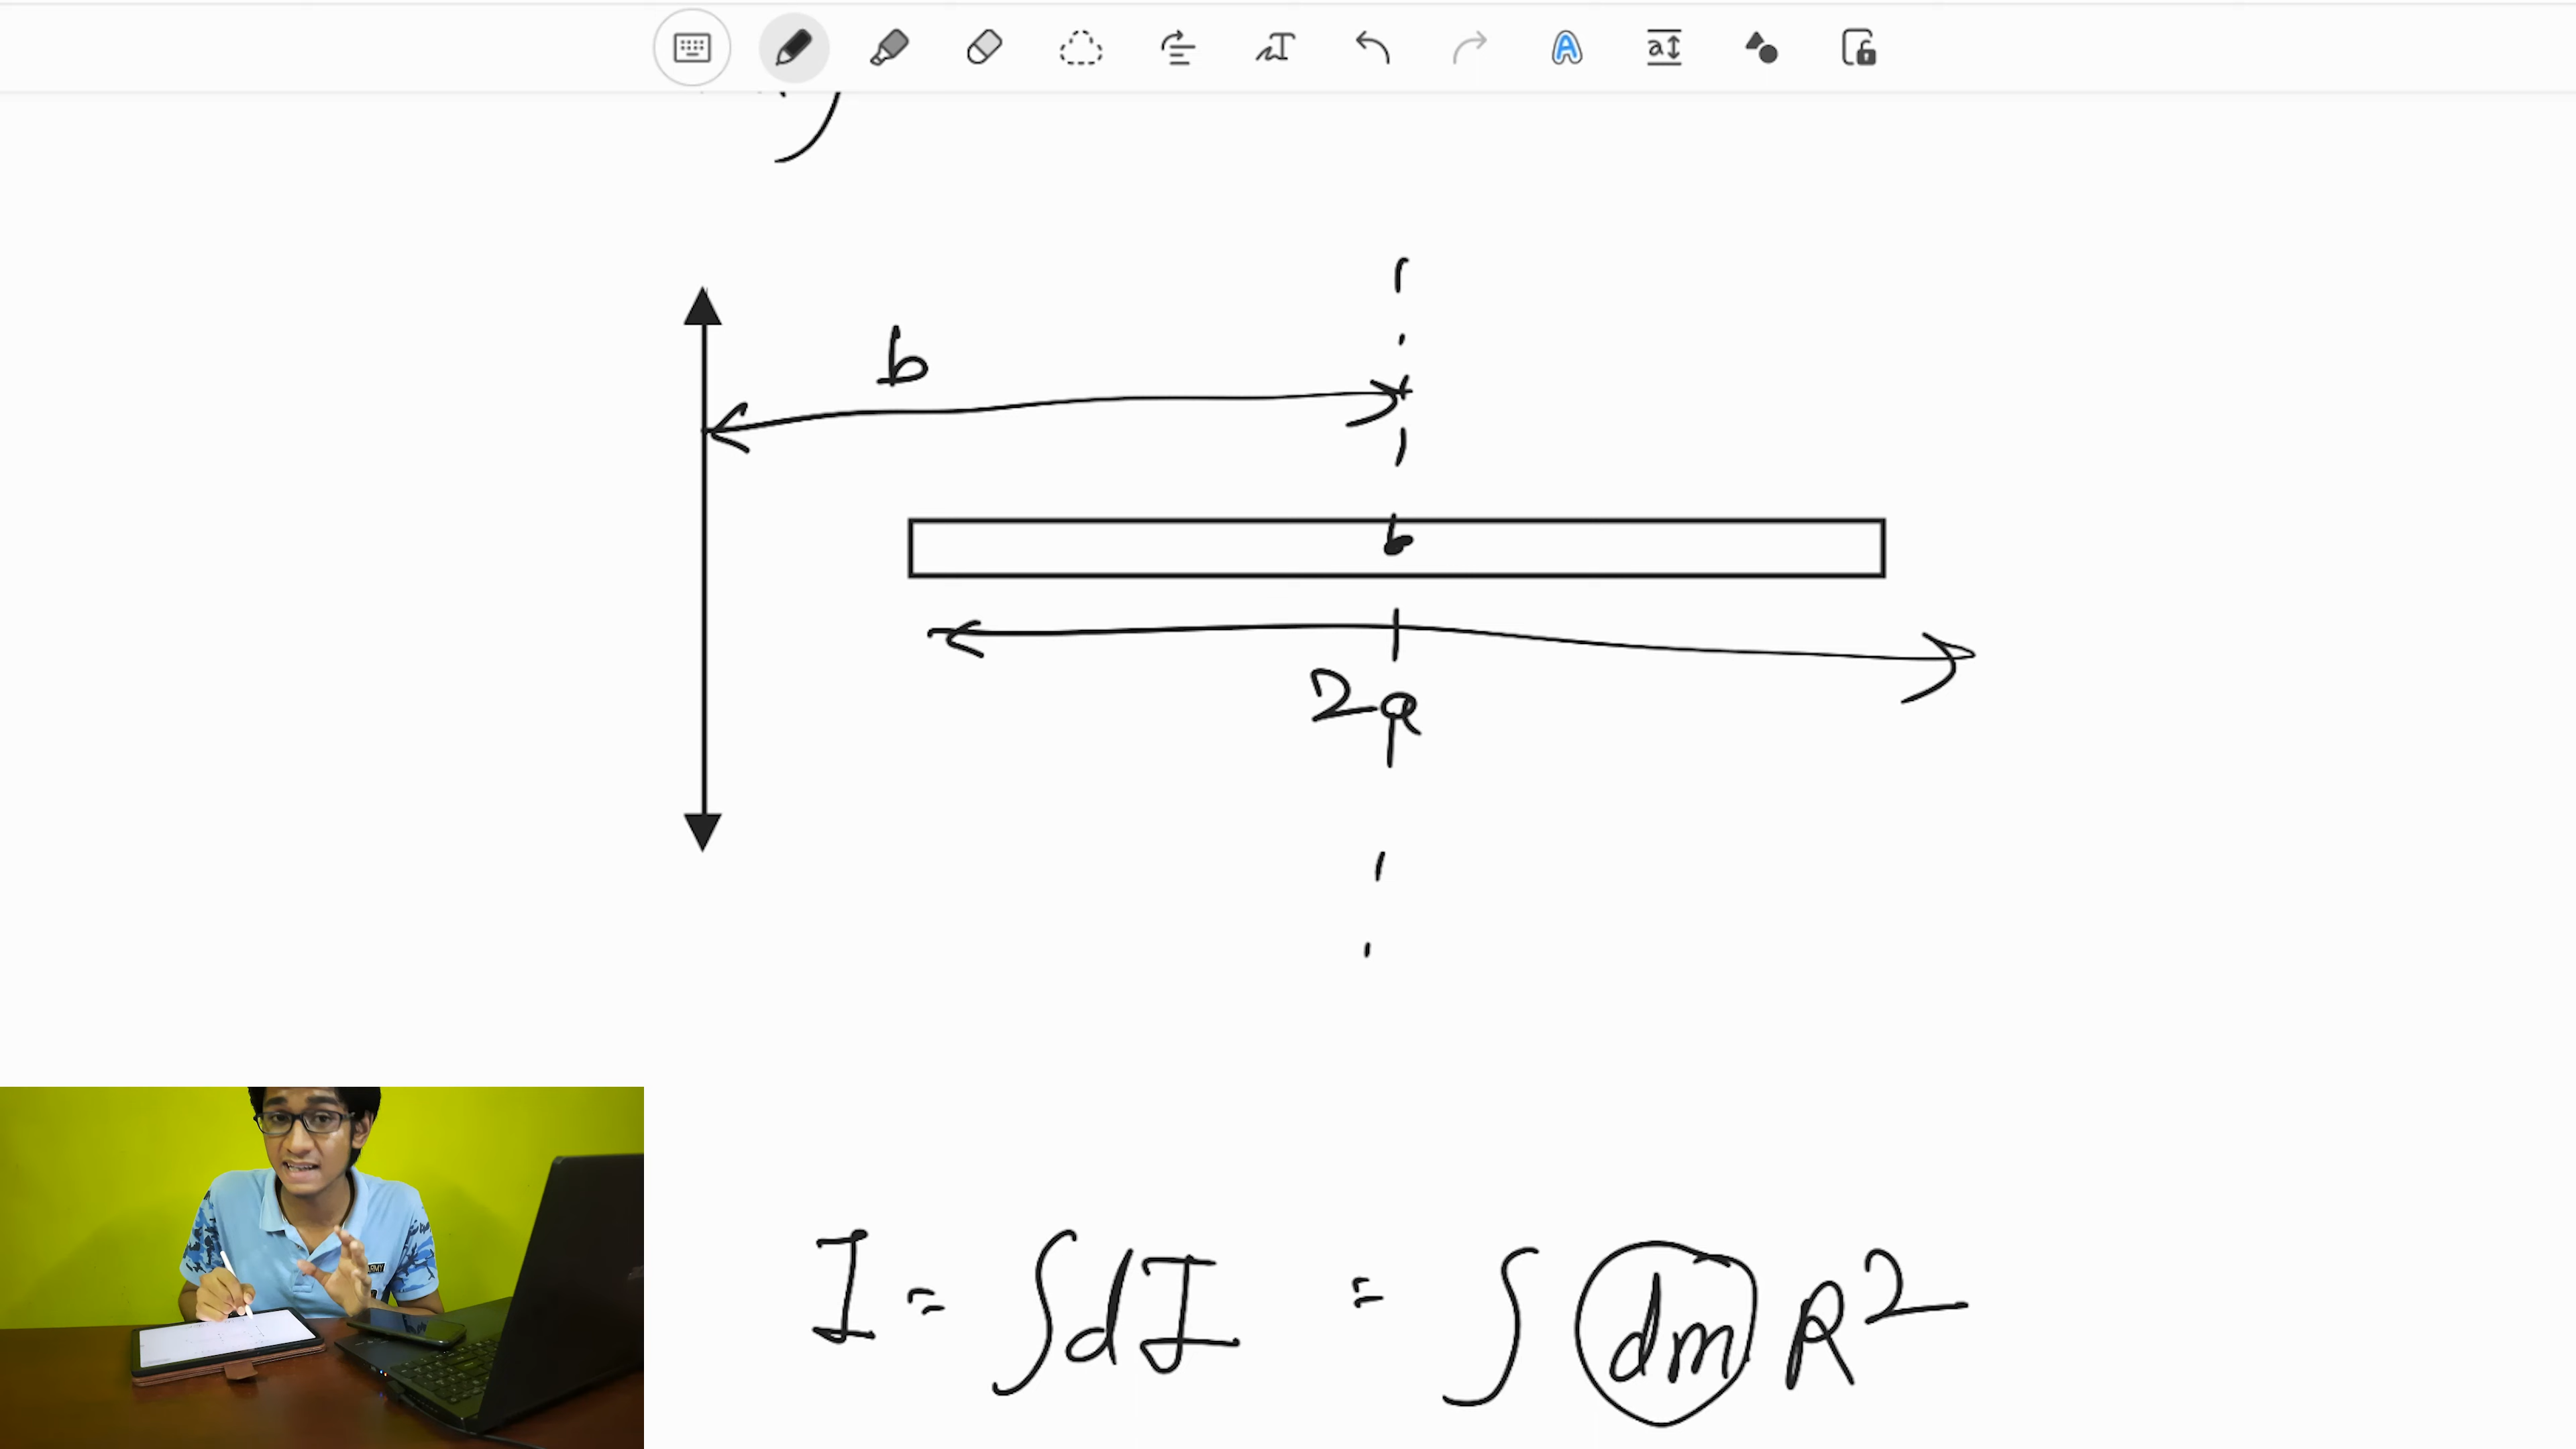 b
2a
I = ∫dI = ∫ dm R²